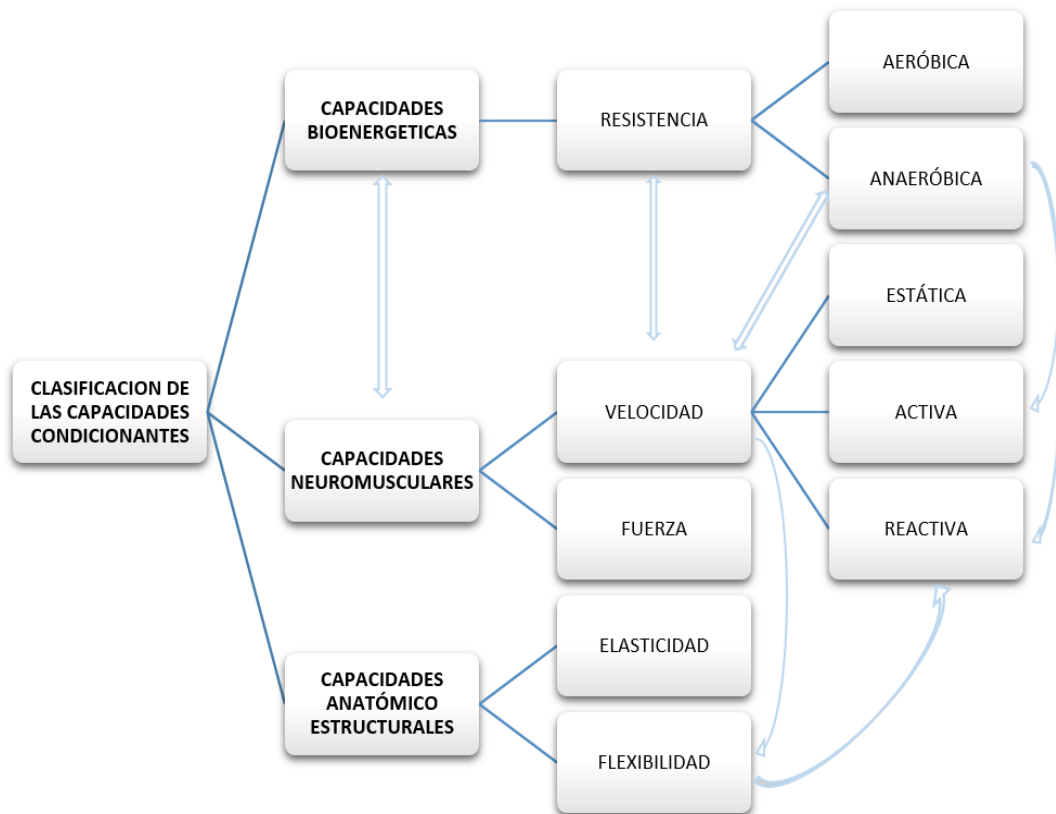 CLASIFICACION DE
LAS CAPACIDADES
CONDICIONANTES
CAPACIDADES
BIOENERGETICAS
RESISTENCIA
AERÓBICA
ANAERÓBICA
CAPACIDADES
NEUROMUSCULARES
VELOCIDAD
ESTÁTICA
ACTIVA
REACTIVA
FUERZA
CAPACIDADES
ANATÓMICO
ESTRUCTURALES
ELASTICIDAD
FLEXIBILIDAD